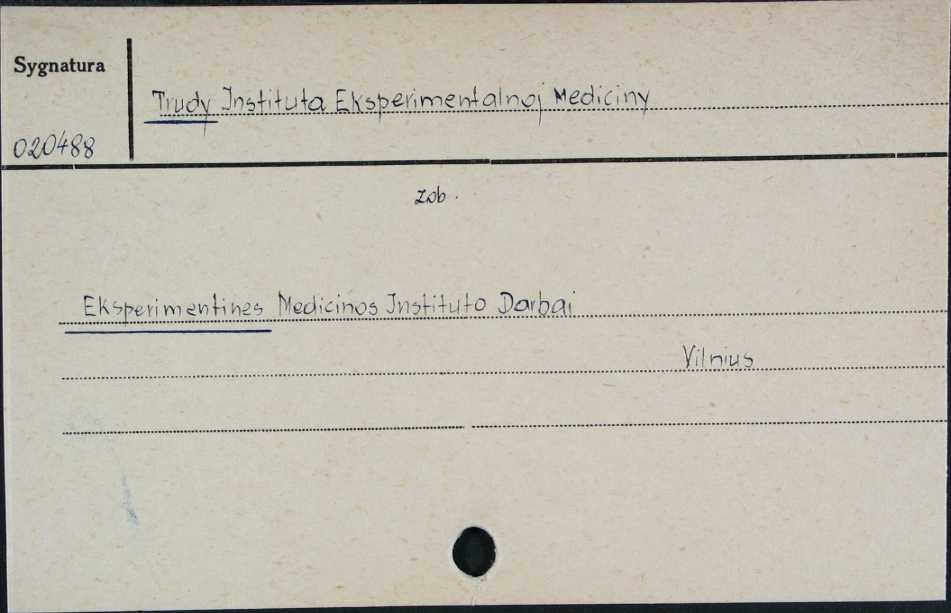 Sygnatura
Trudy Instituta Eksperimentalnoj Mediciny
020488
zob.
Eksperimentines Medicinos Instituto Darbai
Vilnius